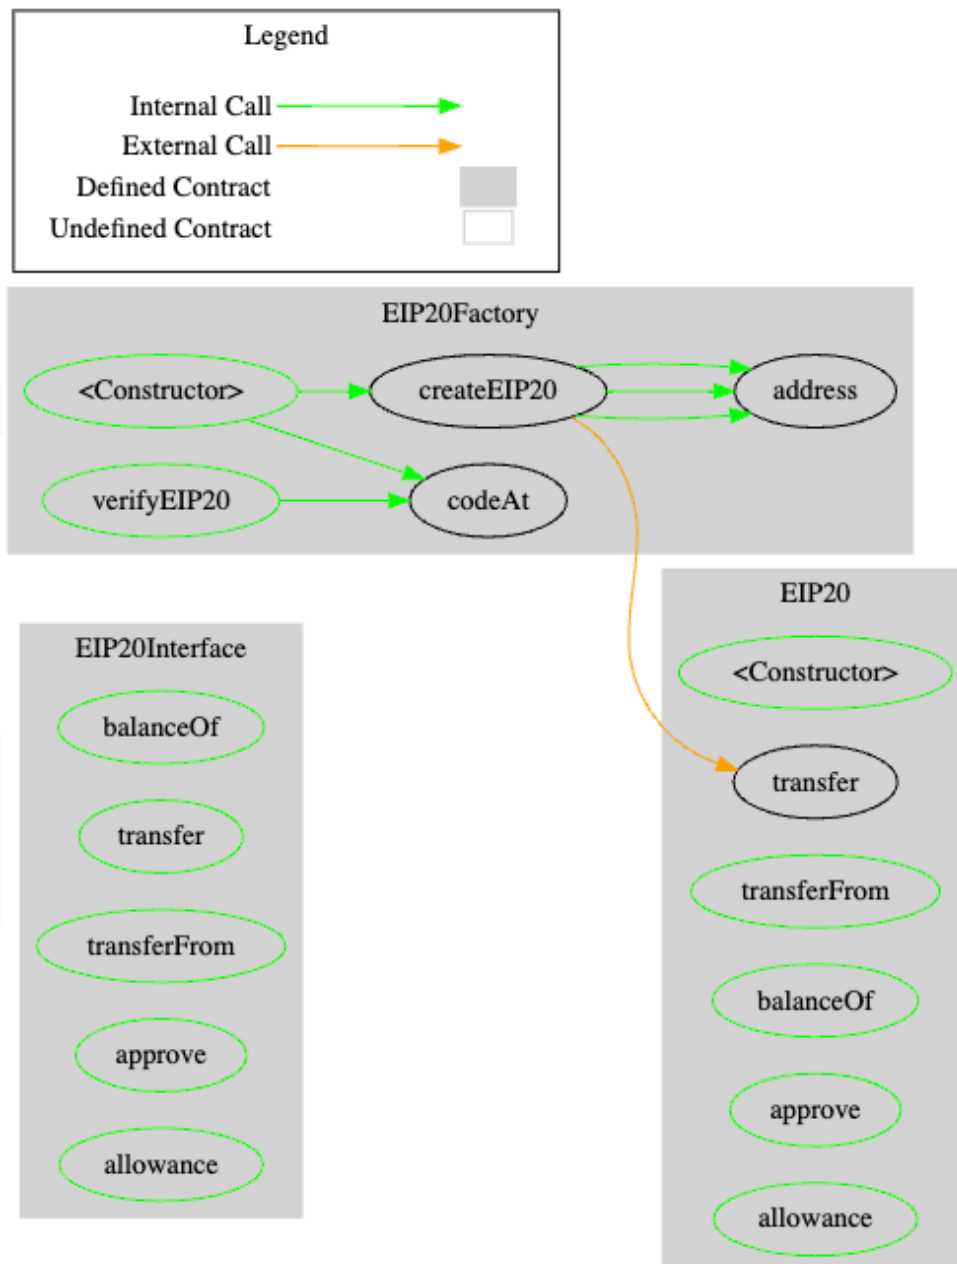 Legend
Internal Call
External Call
Defined Contract
Undefined Contract
EIP20Factory
<Constructor>
createEIP20
address
verifyEIP20
codeAt
EIP20Interface
balanceOf
transfer
transferFrom
approve
allowance
EIP20
<Constructor>
transfer
transferFrom
balanceOf
approve
allowance